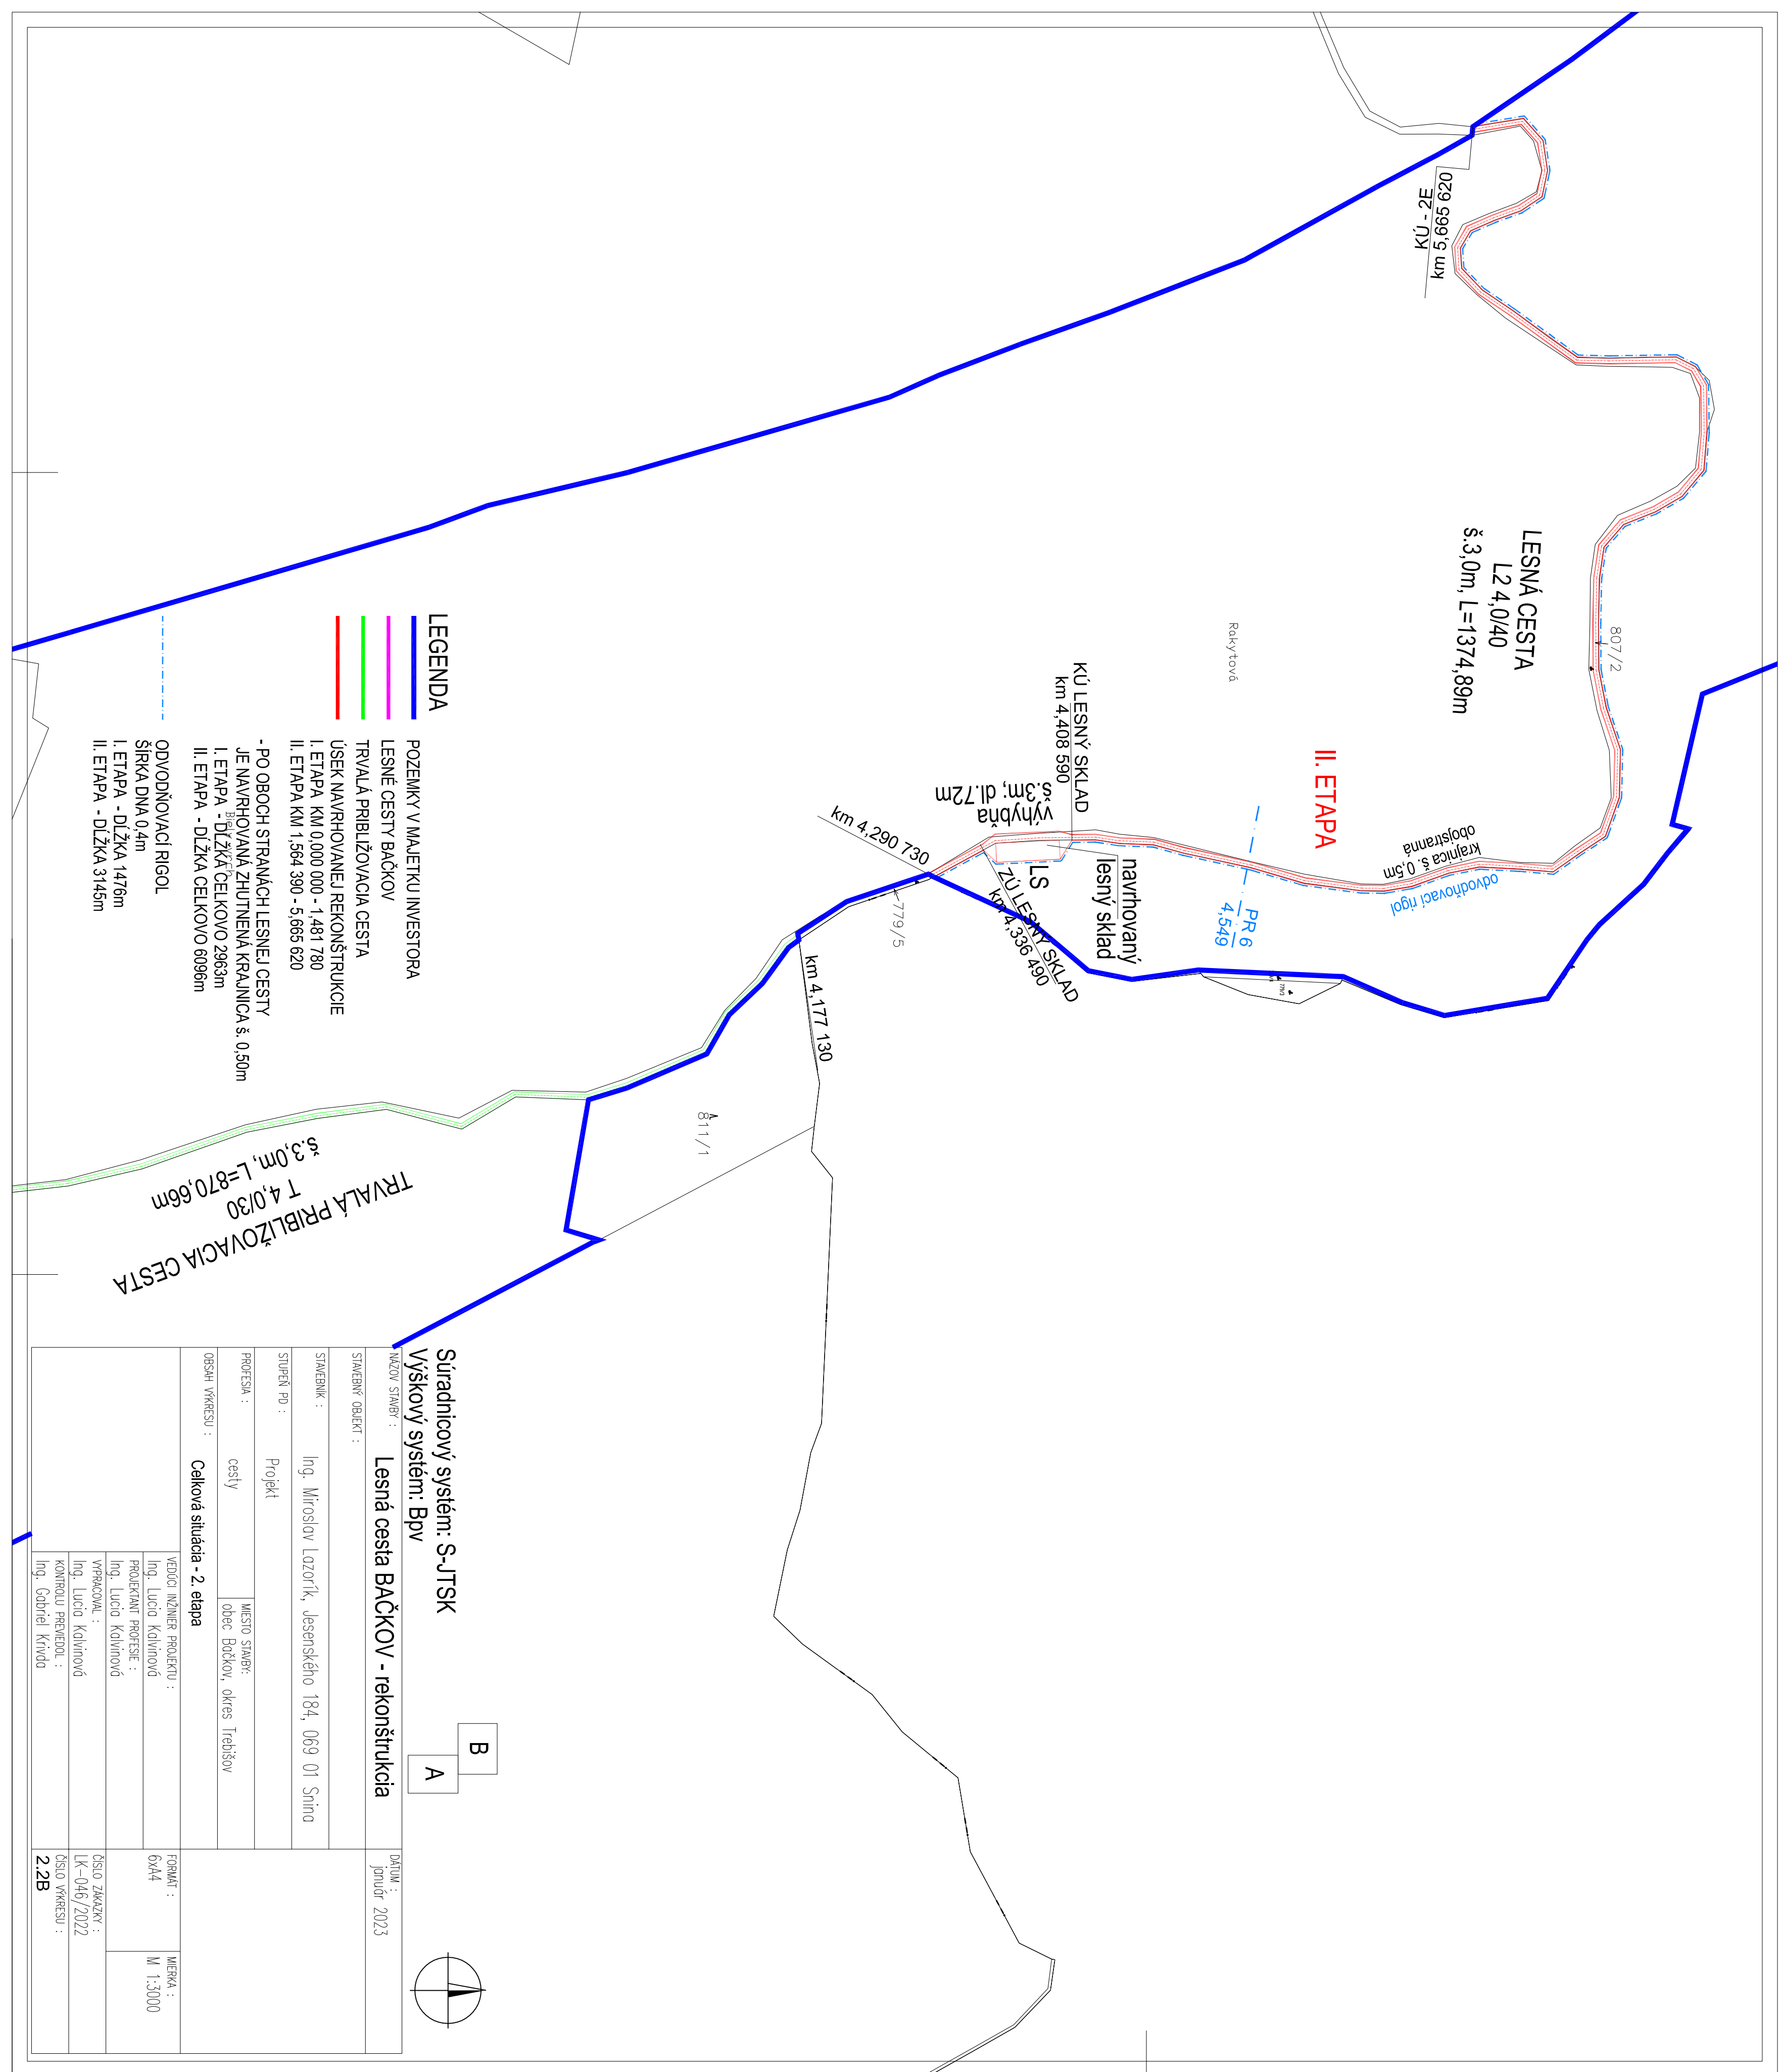 KÚ - 2E
km 5,665 620
LESNÁ CESTA
L2 4,0/40
š.3,0m, L=1374,89m
807/2
Rakytová
II. ETAPA
krajnica š. 0,5m
obojstranná
odvodňovací rigol
PR 6
4,549
KÚ LESNÝ SKLAD
km 4,408 590
výhybňa
š.3m; dl.72m
navrhovaný
lesný sklad
LS
ZÚ LESNÝ SKLAD
km 4,336 490
km 4,290 730
779/5
km 4,177 130
811/1
TRVALÁ PRIBLIŽOVACIA CESTA
T 4,0/30
š.3,0m, L=870,66m
LEGENDA
POZEMKY V MAJETKU INVESTORA
LESNÉ CESTY BAČKOV
TRVALÁ PRIBLIŽOVACIA CESTA
ÚSEK NAVRHOVANEJ REKONŠTRUKCIE
I. ETAPA KM 0,000 000 - 1,481 780
II. ETAPA KM 1,564 390 - 5,665 620
- PO OBOCH STRANÁCH LESNEJ CESTY
JE NAVRHOVANÁ ZHUTNENÁ KRAJNICA š. 0,50m
I. ETAPA - DĹŽKA CELKOVO 2963m
II. ETAPA - DĹŽKA CELKOVO 6096m
ODVODŇOVACÍ RIGOL
ŠÍRKA DNA 0,4m
I. ETAPA - DĹŽKA 1476m
II. ETAPA - DĹŽKA 3145m
Súradnicový systém: S-JTSK
Výškový systém: Bpv
B
A
NÁZOV STAVBY :
Lesná cesta BAČKOV - rekonštrukcia
DÁTUM :
január 2023
STAVEBNÝ OBJEKT :
STAVEBNÍK :
Ing. Miroslav Lazorík, Jesenského 184, 069 01 Snina
STUPEŇ PD :
Projekt
PROFESIA :
cesty
MIESTO STAVBY:
obec Bačkov, okres Trebišov
OBSAH VÝKRESU :
Celková situácia - 2. etapa
VEDÚCI INŽINIER PROJEKTU :
Ing. Lucia Kalvinová
FORMÁT :
6xA4
MIERKA :
M 1:3000
PROJEKTANT PROFESIE :
Ing. Lucia Kalvinová
VYPRACOVAL :
Ing. Lucia Kalvinová
ČÍSLO ZÁKAZKY :
LK-046/2022
KONTROLU PREVIEDOL :
Ing. Gabriel Krivda
ČÍSLO VÝKRESU :
2.2B